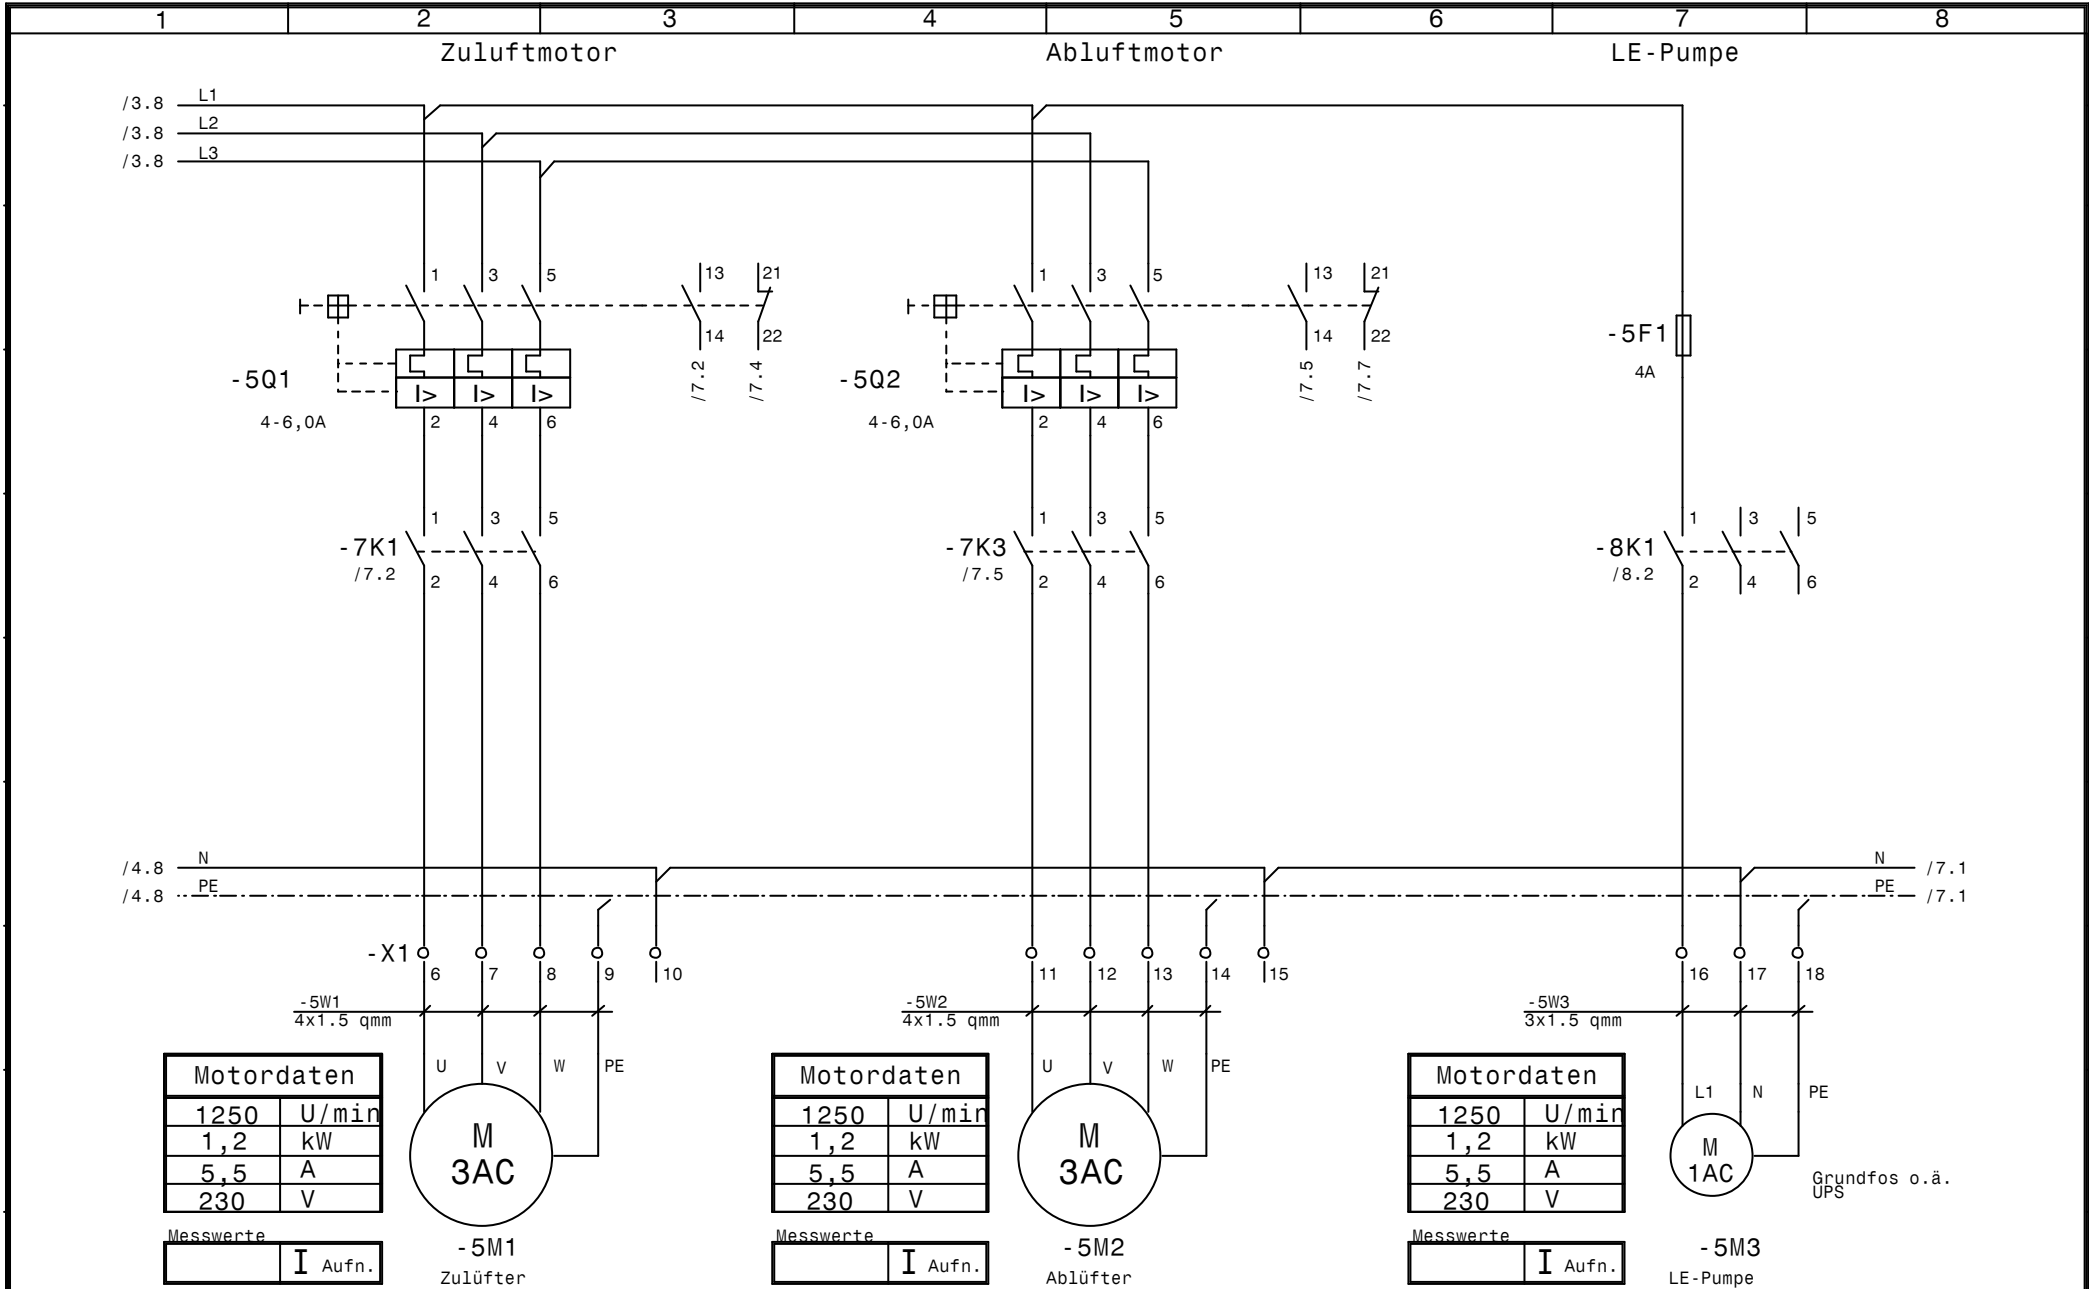 1 2 3 4 5 6 7 8
Zuluftmotor Abluftmotor LE-Pumpe
/3.8 L1
/3.8 L2
/3.8 L3
1 3 5 13 21 1 3 5 13 21
14 22 14 22
-5Q1 -5Q2 -5F1
4A
I> I> I> /7.2 /7.4 I> I> I> /7.5 /7.7
4-6,0A 2 4 6 4-6,0A 2 4 6
1 3 5 1 3 5 1 3 5
-7K1 -7K3 -8K1
/7.2 2 4 6 /7.5 2 4 6 /8.2 2 4 6
/4.8 N N /7.1
/4.8 PE PE /7.1
-X1
6 7 8 9 10 11 12 13 14 15 16 17 18
-5W1 -5W2 -5W3
4x1.5 qmm 4x1.5 qmm 3x1.5 qmm
U V W PE U V W PE L1 N PE
Motordaten Motordaten Motordaten
1250 U/min 1250 U/min 1250 U/min
1,2 kW 1,2 kW 1,2 kW
5,5 A 5,5 A 5,5 A
230 V 230 V 230 V
M M M
3AC 3AC 1AC
Grundfos o.ä.
UPS
Messwerte Messwerte Messwerte
I Aufn. I Aufn. I Aufn.
-5M1 -5M2 -5M3
Zulüfter Ablüfter LE-Pumpe